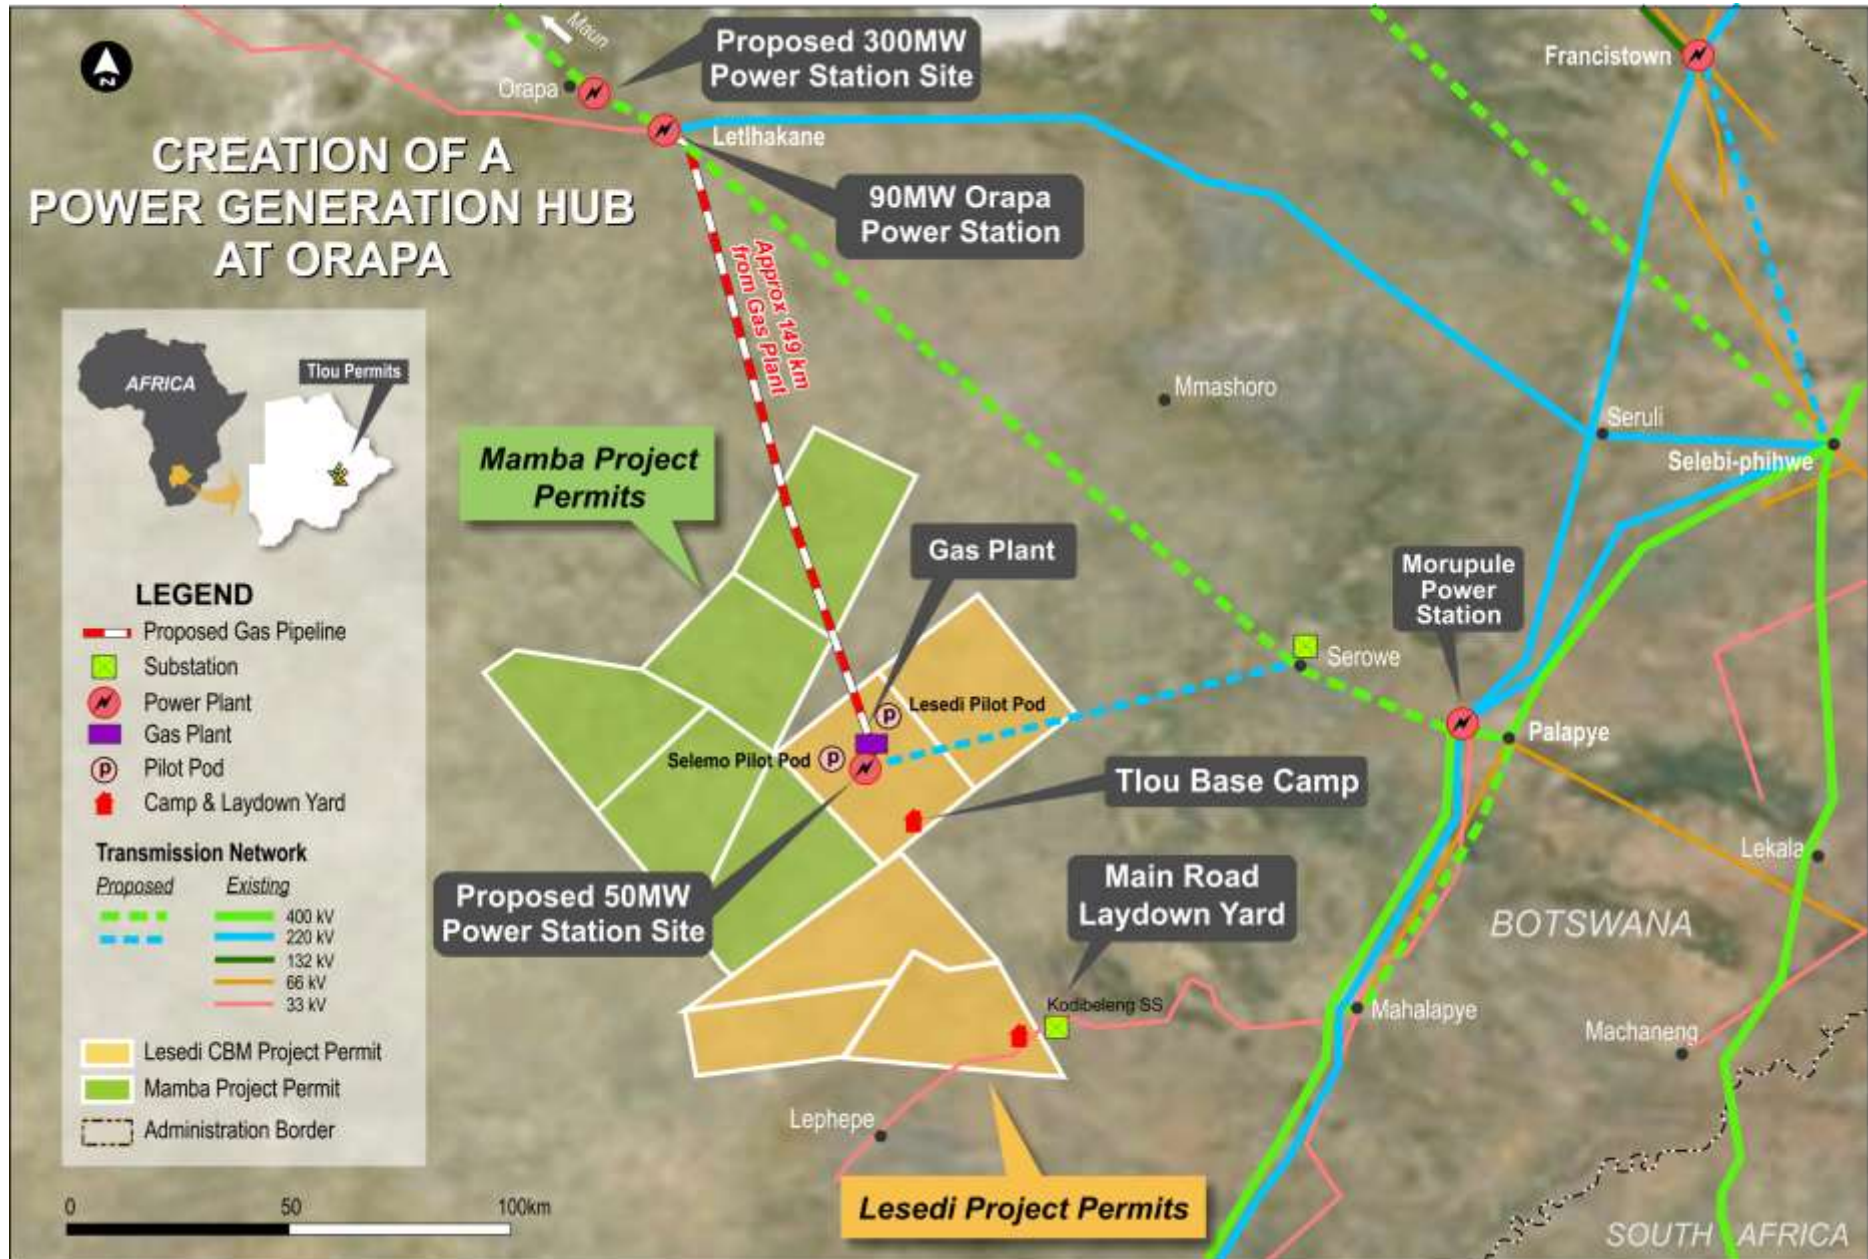 Maun
Proposed 300MW
Power Station Site
Francistown
Orapa
Letlhakane
CREATION OF A
POWER GENERATION HUB
AT ORAPA
90MW Orapa
Power Station
Approx 149 km
from Gas Plant
AFRICA
Tlou Permits
Mmashoro
Seruli
Selebi-phihwe
Mamba Project
Permits
Gas Plant
Morupule
Power
Station
LEGEND
Proposed Gas Pipeline
Substation
Power Plant
Gas Plant
Pilot Pod
Camp & Laydown Yard
Transmission Network
Proposed Existing
400 kV
220 kV
132 kV
66 kV
33 kV
Lesedi CBM Project Permit
Mamba Project Permit
Administration Border
Serowe
P Lesedi Pilot Pod
Selemo Pilot Pod P
Palapye
Tlou Base Camp
Lekala
Proposed 50MW
Power Station Site
Main Road
Laydown Yard
BOTSWANA
Kodibeleng SS
Mahalapye
Machaneng
Lephepe
Lesedi Project Permits
0 50 100km
SOUTH AFRICA
N
P